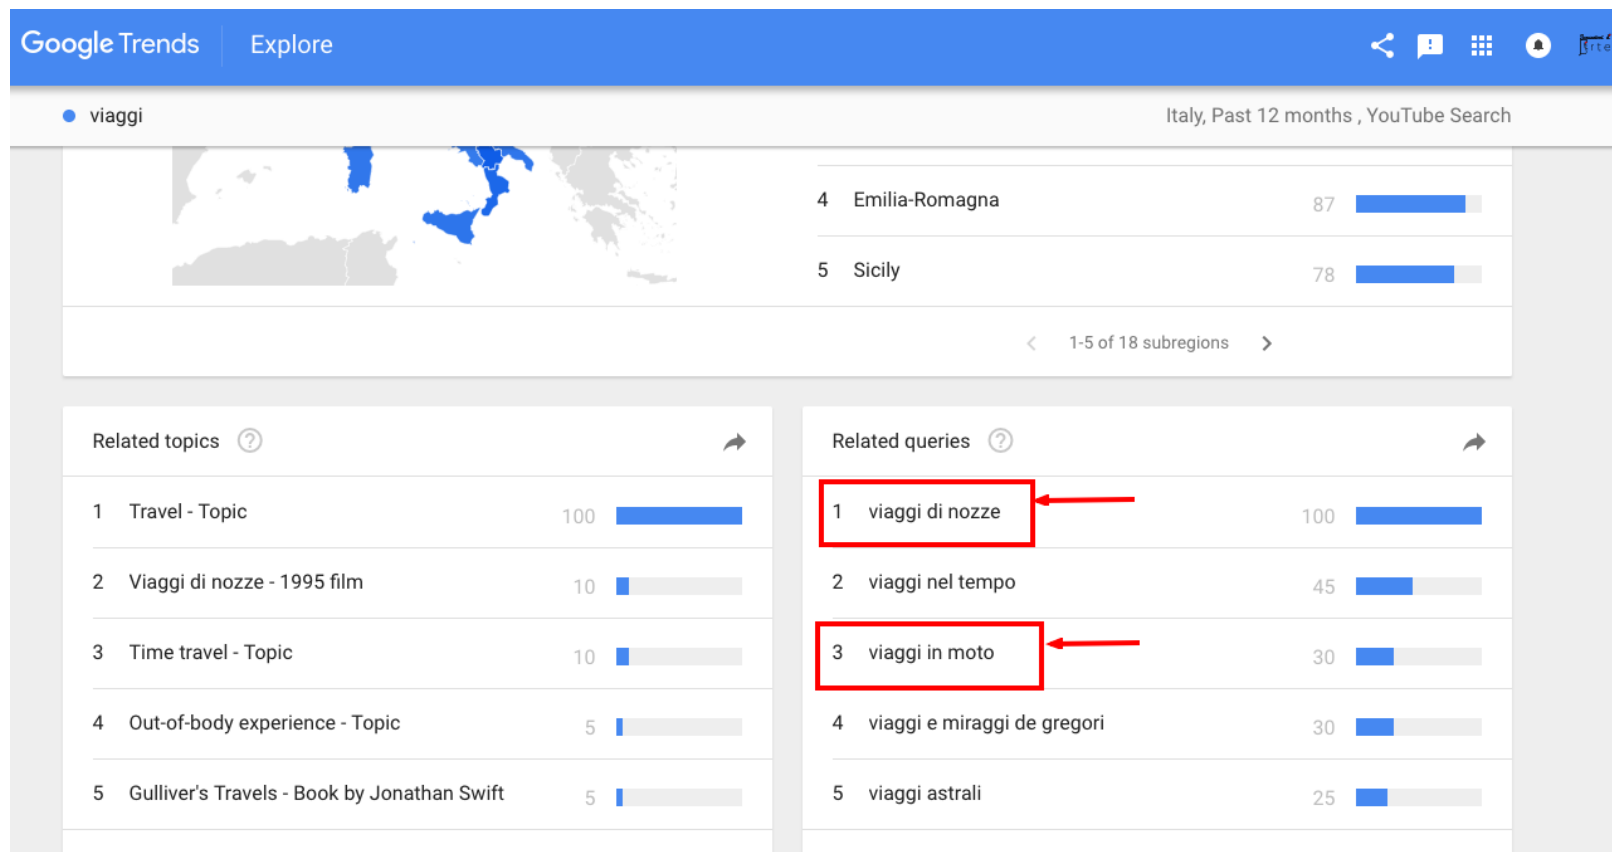 Google Trends Explore
viaggi
Italy, Past 12 months , YouTube Search
4 Emilia-Romagna 87
5 Sicily 78
1-5 of 18 subregions
Related topics
1 Travel - Topic 100
2 Viaggi di nozze - 1995 film 10
3 Time travel - Topic 10
4 Out-of-body experience - Topic 5
5 Gulliver's Travels - Book by Jonathan Swift 5
Related queries
1 viaggi di nozze 100
2 viaggi nel tempo 45
3 viaggi in moto 30
4 viaggi e miraggi de gregori 30
5 viaggi astrali 25